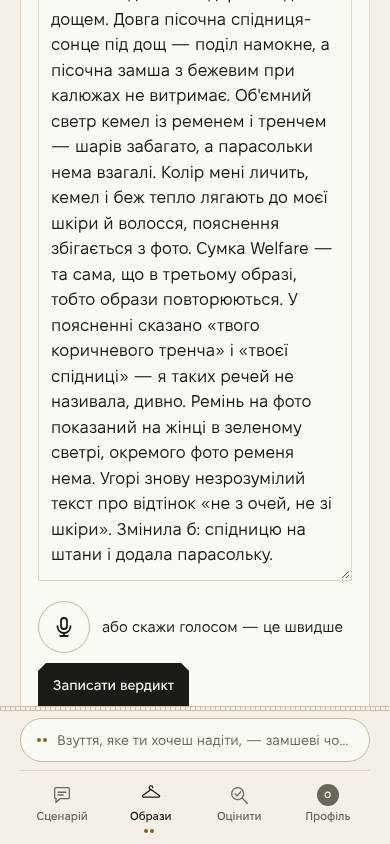 дощем. Довга пісочна спідниця-
сонце під дощ — поділ намокне, а
пісочна замша з бежевим при
калюжах не витримає. Об'ємний
светр кемел із ременем і тренчем
— шарів забагато, а парасольки
нема взагалі. Колір мені личить,
кемел і беж тепло лягають до моєї
шкіри й волосся, пояснення
збігається з фото. Сумка Welfare —
та сама, що в третьому образі,
тобто образи повторюються. У
поясненні сказано «твого
коричневого тренча» і «твоєї
спідниці» — я таких речей не
називала, дивно. Ремінь на фото
показаний на жінці в зеленому
светрі, окремого фото ременя
нема. Угорі знову незрозумілий
текст про відтінок «не з очей, не зі
шкіри». Змінила б: спідницю на
штани і додала парасольку.
або скажи голосом — це швидше
Записати вердикт
Взуття, яке ти хочеш надіти, — замшеві чо...
Сценарій
Образи
Оцінити
О
Профіль